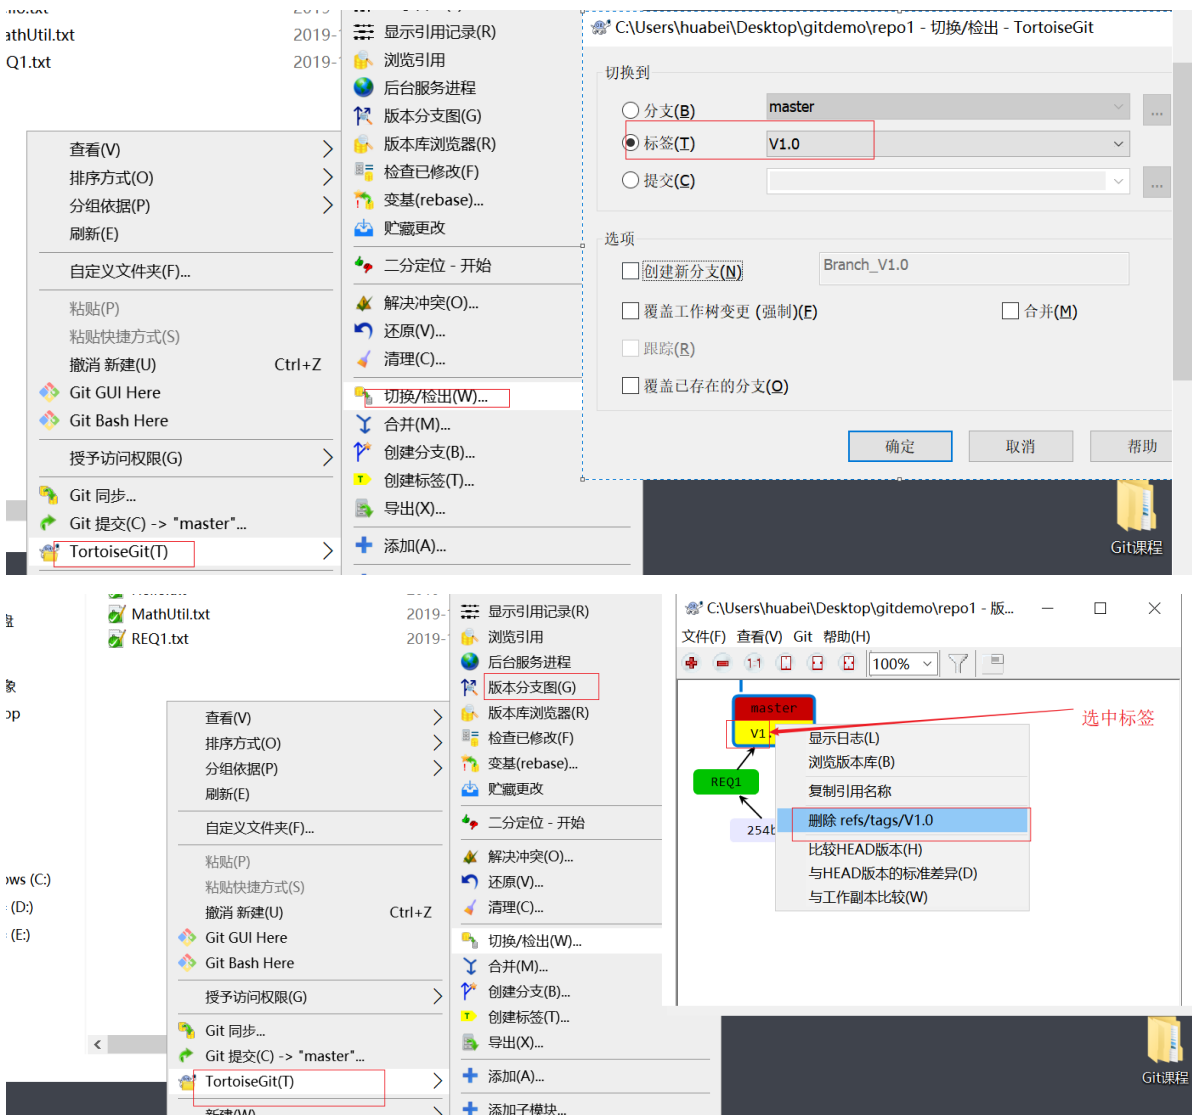 athUtil.txt
2019-
Q1.txt
2019-
查看(V)
排序方式(O)
分组依据(P)
刷新(E)
自定义文件夹(F)...
粘贴(P)
粘贴快捷方式(S)
撤消 新建(U) Ctrl+Z
Git GUI Here
Git Bash Here
授予访问权限(G)
Git 同步...
Git 提交(C) -> "master"...
TortoiseGit(T)
显示引用记录(R)
浏览引用
后台服务进程
版本分支图(G)
版本库浏览器(R)
检查已修改(F)
变基(rebase)...
贮藏更改
二分定位 - 开始
解决冲突(O)...
还原(V)...
清理(C)...
切换/检出(W)...
合并(M)...
创建分支(B)...
创建标签(T)...
导出(X)...
添加(A)...
C:\Users\huabei\Desktop\gitdemo\repo1 - 切换/检出 - TortoiseGit
切换到
分支(B) master ...
标签(T) V1.0
提交(C) ...
选项
创建新分支(N) Branch_V1.0
覆盖工作树变更 (强制)(F) 合并(M)
跟踪(R)
覆盖已存在的分支(O)
确定 取消 帮助
Git课程
盘
象
op
ows (C:)
(D:)
(E:)
MathUtil.txt 2019-
REQ1.txt 2019-
查看(V)
排序方式(O)
分组依据(P)
刷新(E)
自定义文件夹(F)...
粘贴(P)
粘贴快捷方式(S)
撤消 新建(U) Ctrl+Z
Git GUI Here
Git Bash Here
授予访问权限(G)
Git 同步...
Git 提交(C) -> "master"...
TortoiseGit(T)
新建(W)
显示引用记录(R)
浏览引用
后台服务进程
版本分支图(G)
版本库浏览器(R)
检查已修改(F)
变基(rebase)...
贮藏更改
二分定位 - 开始
解决冲突(O)...
还原(V)...
清理(C)...
切换/检出(W)...
合并(M)...
创建分支(B)...
创建标签(T)...
导出(X)...
添加(A)...
添加子模块...
C:\Users\huabei\Desktop\gitdemo\repo1 - 版...
文件(F) 查看(V) Git 帮助(H)
1:1 100%
master
V1.
REQ1
254b
选中标签
显示日志(L)
浏览版本库(B)
复制引用名称
删除 refs/tags/V1.0
比较HEAD版本(H)
与HEAD版本的标准差异(D)
与工作副本比较(W)
Git课程